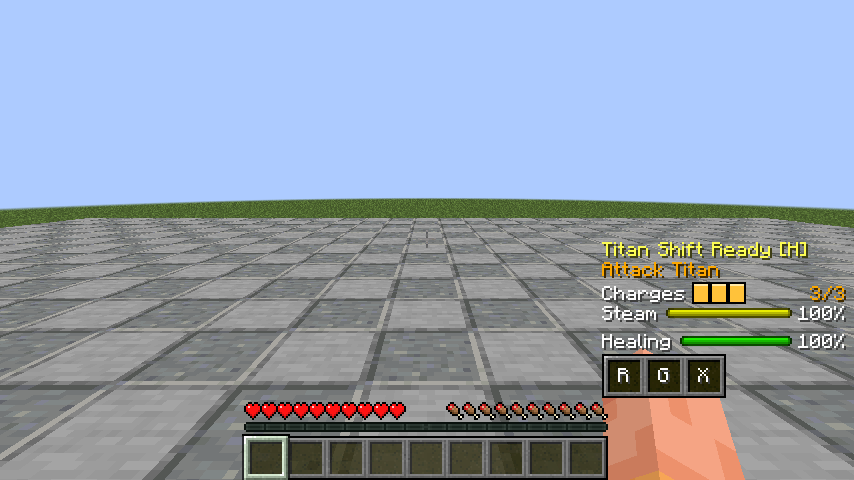 Titan Shift Ready [H]
Attack Titan
Charges 3/3
Steam 100%
Healing 100%
R G X